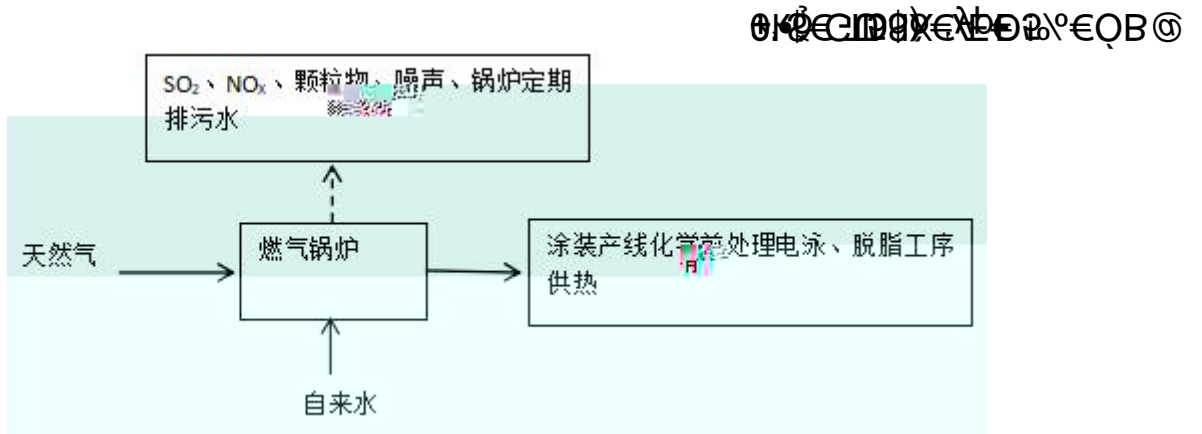 SO₂、NOₓ、颗粒物、噪声、锅炉定期
排污水
天然气
燃气锅炉
涂装产线化学前处理电泳、脱脂工序
供热
自来水